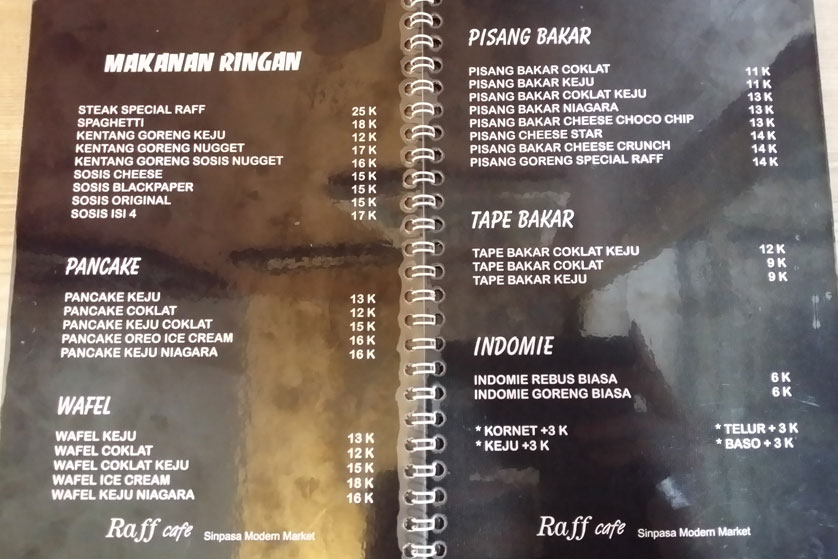 MAKANAN RINGAN
STEAK SPECIAL RAFF 25 K
SPAGHETTI 18 K
KENTANG GORENG KEJU 12 K
KENTANG GORENG NUGGET 17 K
KENTANG GORENG SOSIS NUGGET 16 K
SOSIS CHEESE 15 K
SOSIS BLACKPAPER 15 K
SOSIS ORIGINAL 15 K
SOSIS ISI 4 17 K
PANCAKE
PANCAKE KEJU 13 K
PANCAKE COKLAT 12 K
PANCAKE KEJU COKLAT 15 K
PANCAKE OREO ICE CREAM 16 K
PANCAKE KEJU NIAGARA 16 K
WAFEL
WAFEL KEJU 13 K
WAFEL COKLAT 12 K
WAFEL COKLAT KEJU 15 K
WAFEL ICE CREAM 18 K
WAFEL KEJU NIAGARA 16 K
Raff cafe Sinpasa Modern Market
PISANG BAKAR
PISANG BAKAR COKLAT 11 K
PISANG BAKAR KEJU 11 K
PISANG BAKAR COKLAT KEJU 13 K
PISANG BAKAR NIAGARA 13 K
PISANG BAKAR CHEESE CHOCO CHIP 13 K
PISANG CHEESE STAR 14 K
PISANG BAKAR CHEESE CRUNCH 14 K
PISANG GORENG SPECIAL RAFF 14 K
TAPE BAKAR
TAPE BAKAR COKLAT KEJU 12 K
TAPE BAKAR COKLAT 9 K
TAPE BAKAR KEJU 9 K
INDOMIE
INDOMIE REBUS BIASA 6 K
INDOMIE GORENG BIASA 6 K
* KORNET +3 K * TELUR + 3 K
* KEJU +3 K * BASO + 3 K
Raff cafe Sinpasa Modern Market